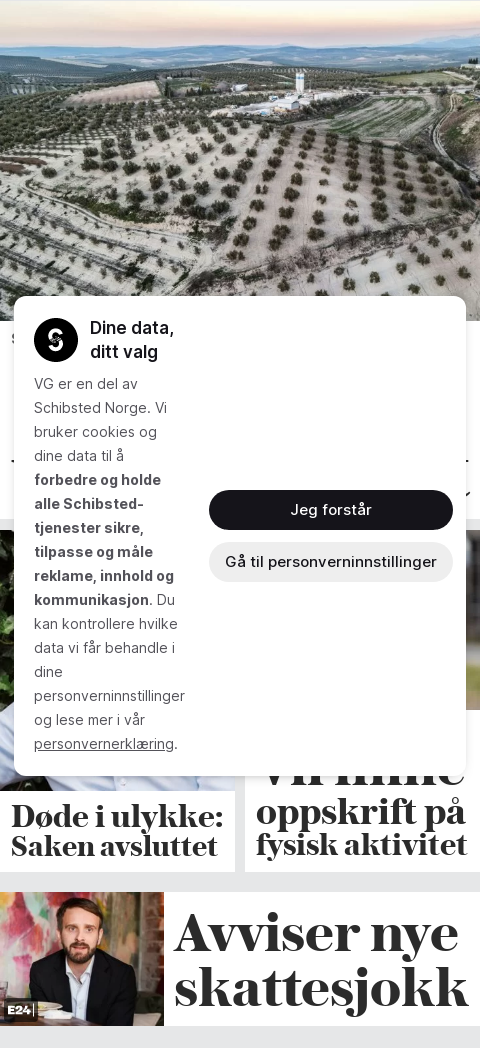 Dine data,
ditt valg
VG er en del av
Schibsted Norge. Vi
bruker cookies og
dine data til å
forbedre og holde
alle Schibsted-
tjenester sikre,
tilpasse og måle
reklame, innhold og
kommunikasjon. Du
kan kontrollere hvilke
data vi får behandle i
dine
personverninnstillinger
og lese mer i vår
personvernerklæring.
Jeg forstår
Gå til personverninnstillinger
Døde i ulykke:
Saken avsluttet
oppskrift på
fysisk aktivitet
E24
Avviser nye
skattesjokk